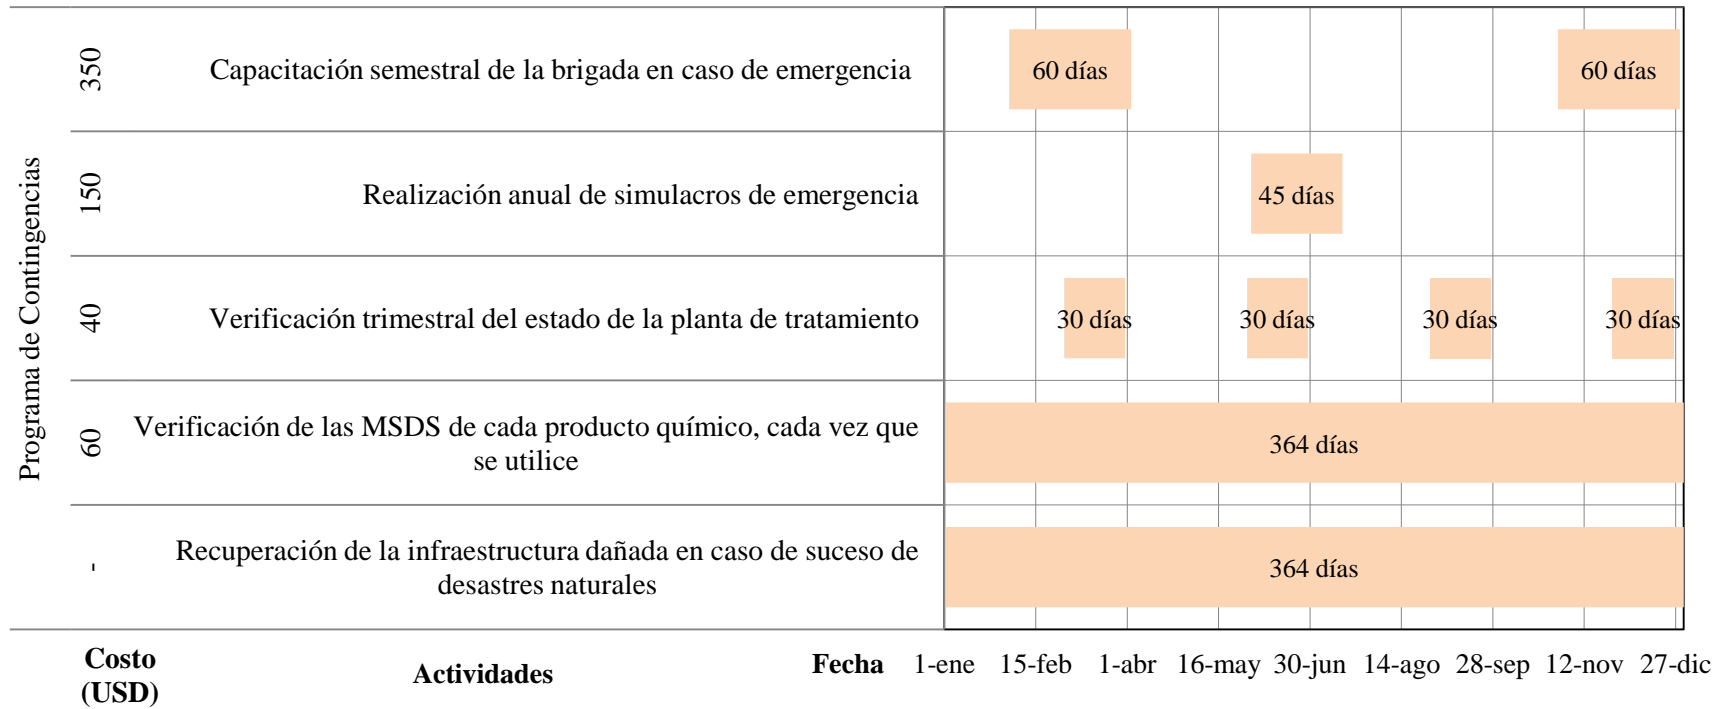 Programa de Contingencias
350
Capacitación semestral de la brigada en caso de emergencia
60 días
60 días
150
Realización anual de simulacros de emergencia
45 días
40
Verificación trimestral del estado de la planta de tratamiento
30 días
30 días
30 días
30 días
60
Verificación de las MSDS de cada producto químico, cada vez que
se utilice
364 días
-
Recuperación de la infraestructura dañada en caso de suceso de
desastres naturales
364 días
Costo
(USD)
Actividades
Fecha
1-ene
15-feb
1-abr
16-may
30-jun
14-ago
28-sep
12-nov
27-dic